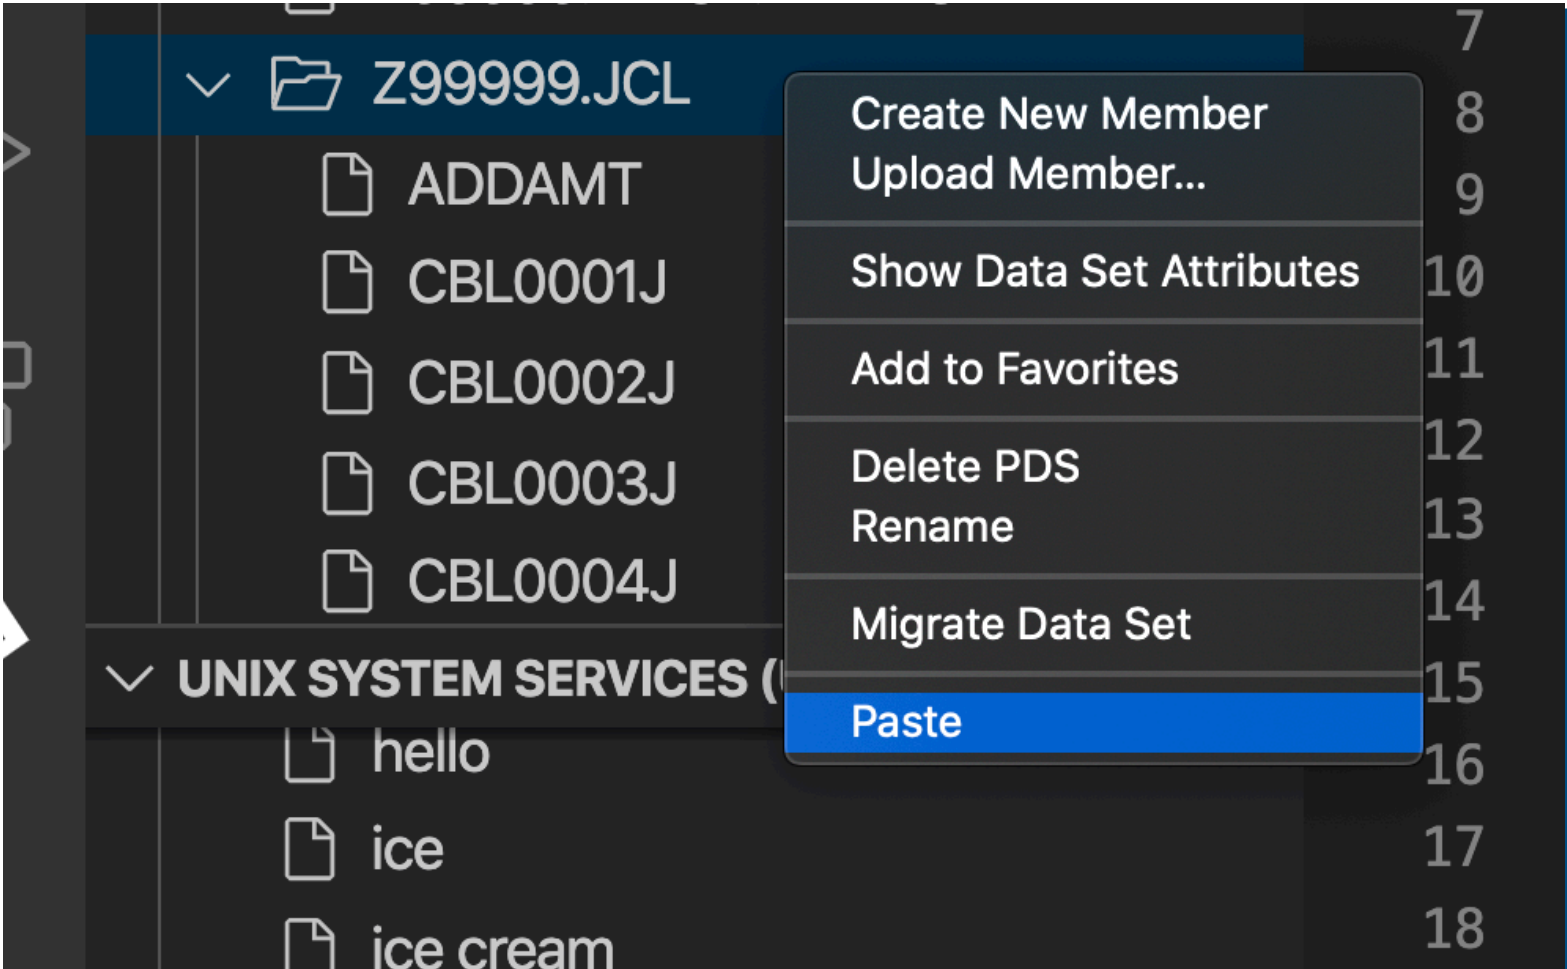 Z99999.JCL
ADDAMT
CBL0001J
CBL0002J
CBL0003J
CBL0004J
UNIX SYSTEM SERVICES (
hello
ice
ice cream
Create New Member
Upload Member...
Show Data Set Attributes
Add to Favorites
Delete PDS
Rename
Migrate Data Set
Paste
7
8
9
10
11
12
13
14
15
16
17
18